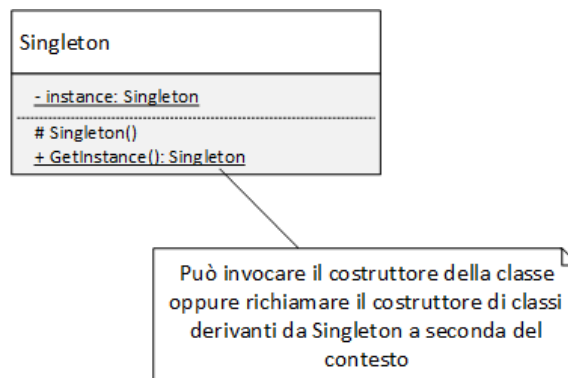 Singleton
- instance: Singleton
# Singleton()
+ GetInstance(): Singleton
Può invocare il costruttore della classe
oppure richiamare il costruttore di classi
derivanti da Singleton a seconda del
contesto